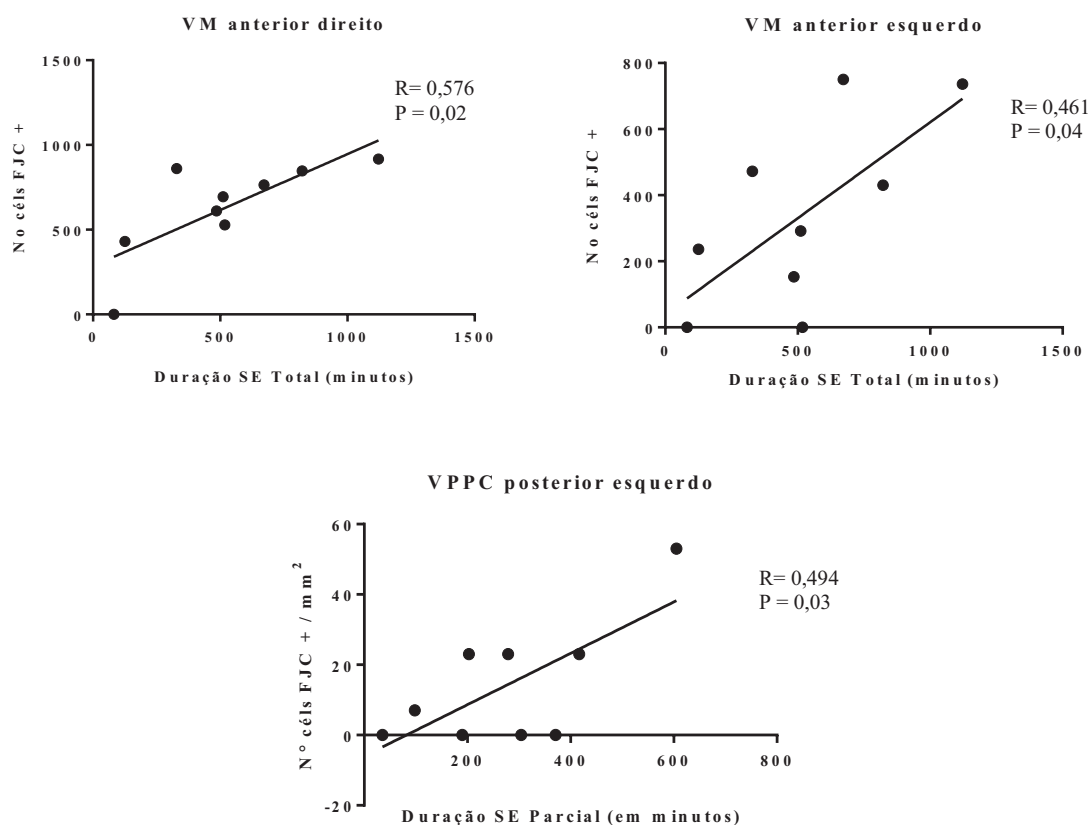 VM anterior direito
1500
1000
500
0
No céls FJC +
R= 0,576
P = 0,02
0 500 1000 1500
Duração SE Total (minutos)
VM anterior esquerdo
800
600
400
200
0
No céls FJC +
R= 0,461
P = 0,04
0 500 1000 1500
Duração SE Total (minutos)
VPPC posterior esquerdo
60
40
20
0
-20
N° céls FJC + / mm²
R= 0,494
P = 0,03
200 400 600 800
Duração SE Parcial (em minutos)